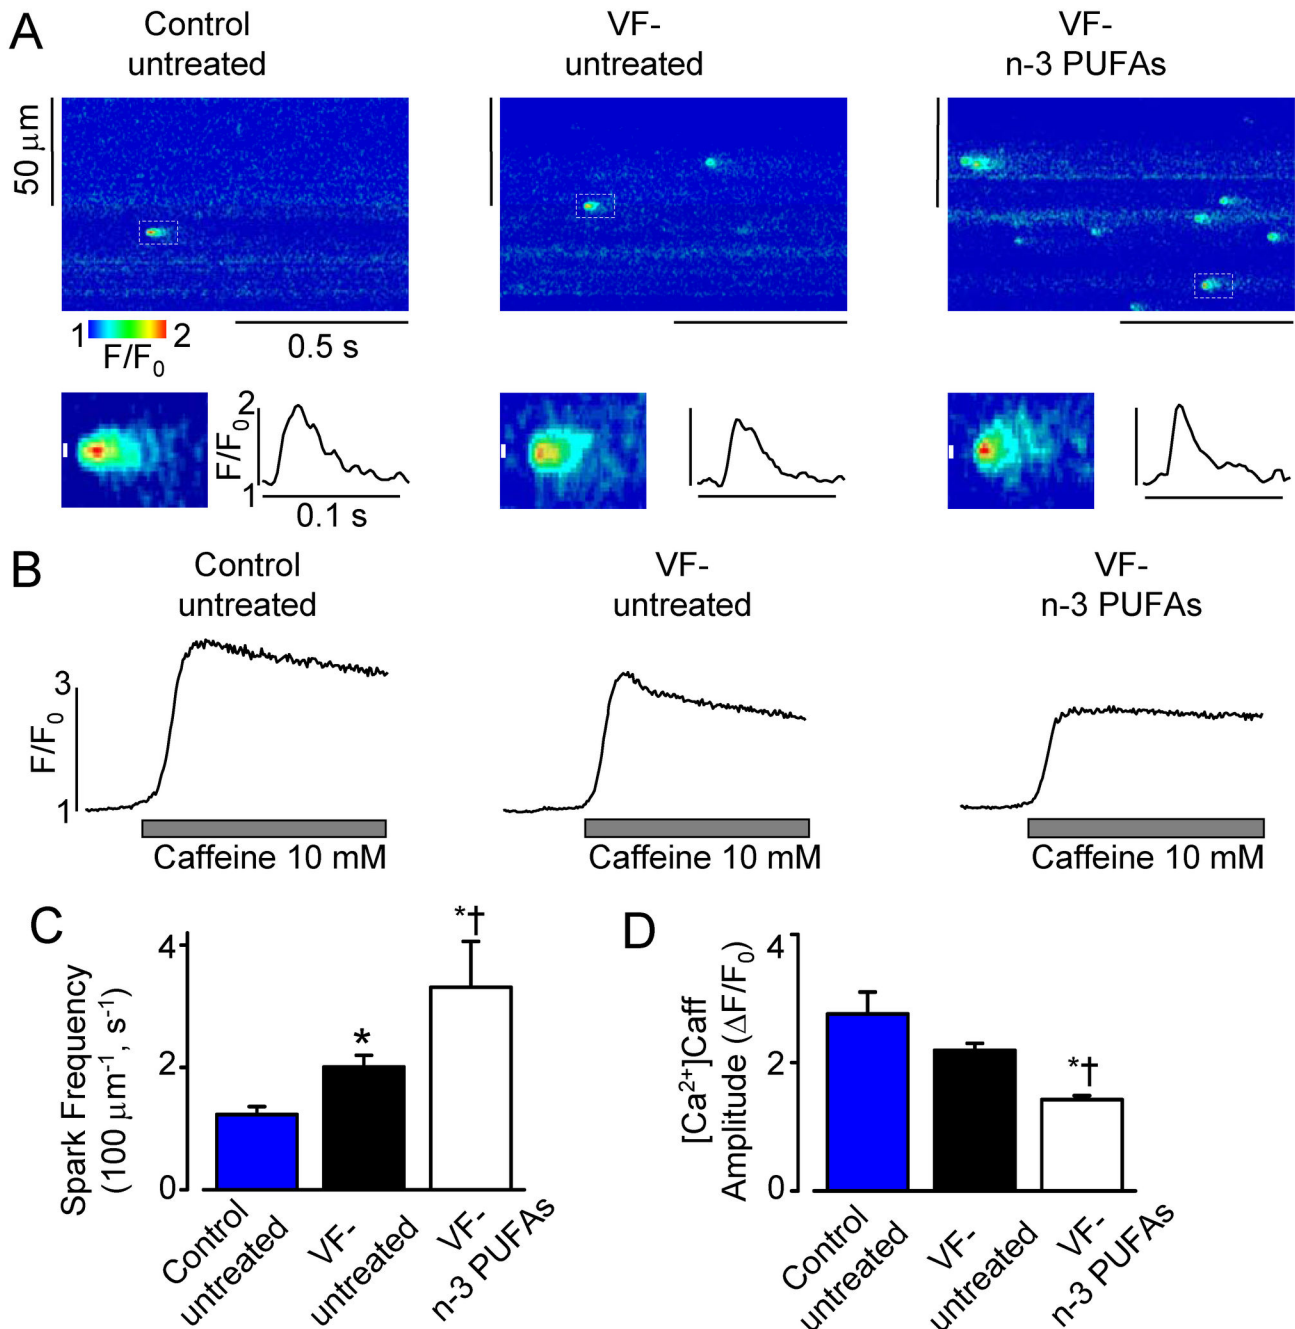 A
Control
untreated
VF-
untreated
VF-
n-3 PUFAs
50 μm
1 2
F/F0
0.5 s
2
F/F0
1
0.1 s
B
Control
untreated
VF-
untreated
VF-
n-3 PUFAs
3
F/F0
1
Caffeine 10 mM
Caffeine 10 mM
Caffeine 10 mM
C
Spark Frequency
(100 μm-1, s-1)
4
2
0
*
*†
Control
untreated
VF-
untreated
VF-
n-3 PUFAs
D
[Ca2+]Caff
Amplitude (ΔF/F0)
4
2
0
*†
Control
untreated
VF-
untreated
VF-
n-3 PUFAs